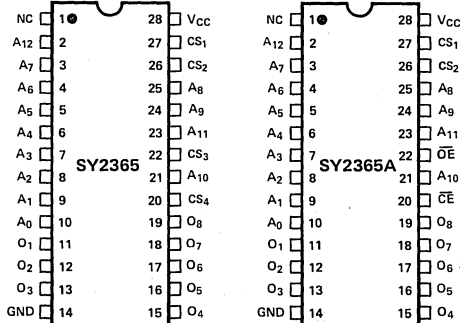 NC 1 28 VCC NC 1 28 VCC
A12 2 27 CS1 A12 2 27 CS1
A7 3 26 CS2 A7 3 26 CS2
A6 4 25 A8 A6 4 25 A8
A5 5 24 A9 A5 5 24 A9
A4 6 23 A11 A4 6 23 A11
A3 7 22 CS3 A3 7 22 O̅E̅
SY2365 SY2365A
A2 8 21 A10 A2 8 21 A10
A1 9 20 CS4 A1 9 20 C̅E̅
A0 10 19 O8 A0 10 19 O8
O1 11 18 O7 O1 11 18 O7
O2 12 17 O6 O2 12 17 O6
O3 13 16 O5 O3 13 16 O5
GND 14 15 O4 GND 14 15 O4